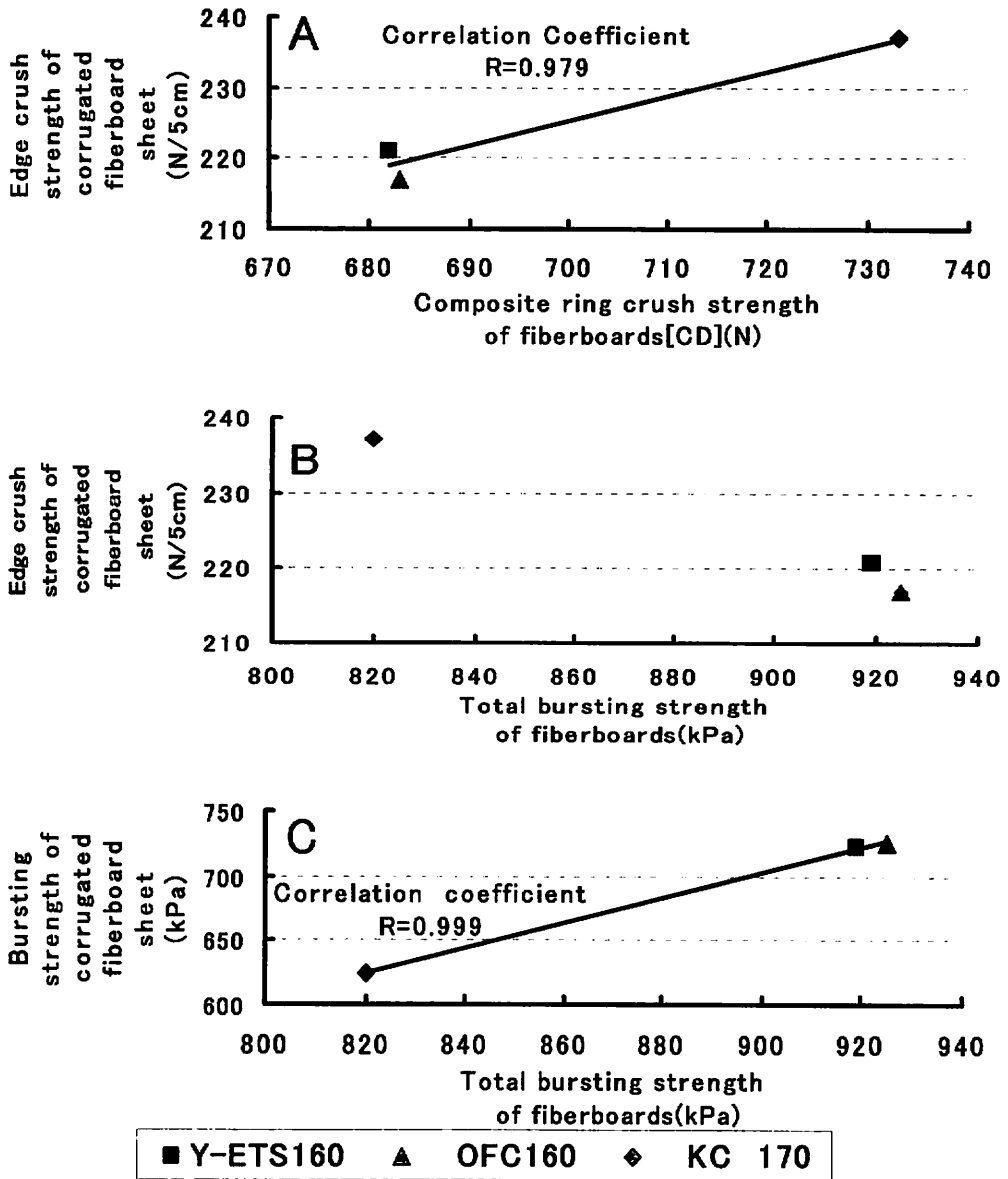 A
Correlation Coefficient
R=0.979
Edge crush
strength of
corrugated
fiberboard
sheet
(N/5cm)
240
230
220
210
670 680 690 700 710 720 730 740
Composite ring crush strength
of fiberboards[CD](N)
B
Edge crush
strength of
corrugated
fiberboard
sheet
(N/5cm)
240
230
220
210
800 820 840 860 880 900 920 940
Total bursting strength
of fiberboards(kPa)
C
Correlation coefficient
R=0.999
Bursting
strength of
corrugated
fiberboard
sheet
(kPa)
750
700
650
600
800 820 840 860 880 900 920 940
Total bursting strength
of fiberboards(kPa)
Y-ETS160 OFC160 KC 170